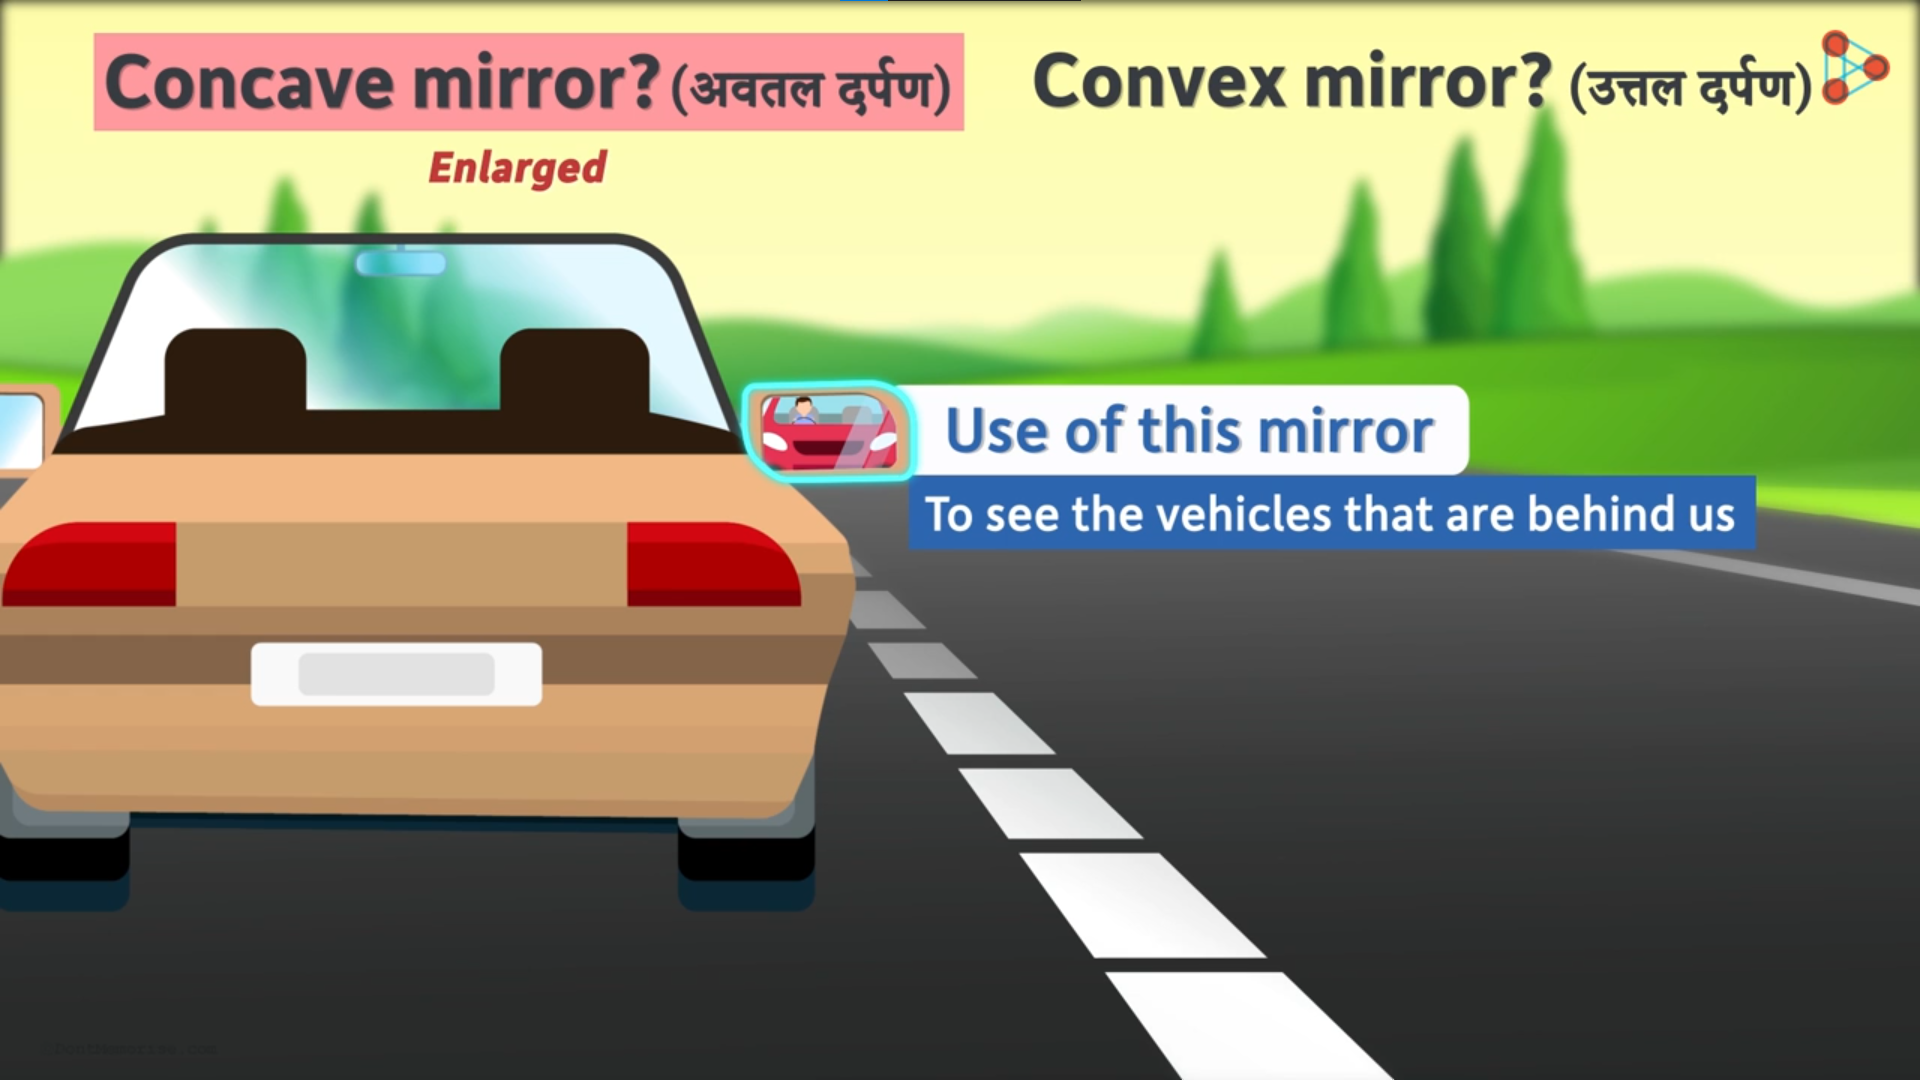 Concave mirror? (अवतल दर्पण)
Convex mirror? (उत्तल दर्पण)
Enlarged
Use of this mirror
To see the vehicles that are behind us